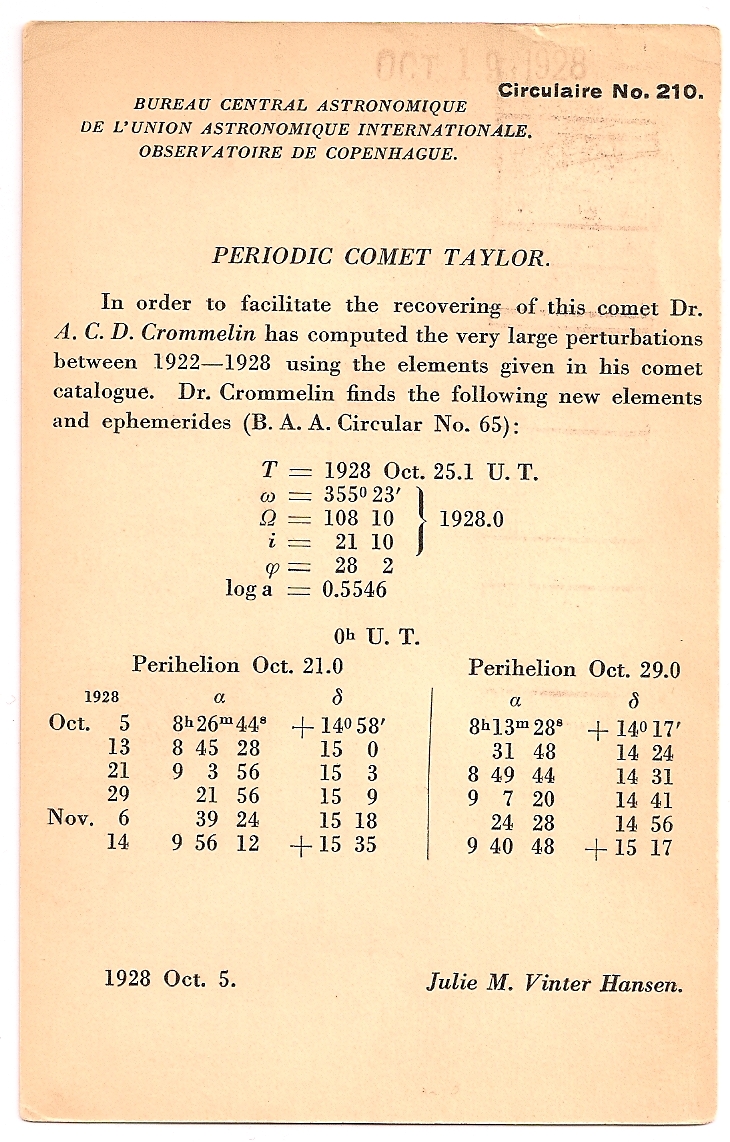 OCT 19 1928
Circulaire No. 210.
BUREAU CENTRAL ASTRONOMIQUE
DE L'UNION ASTRONOMIQUE INTERNATIONALE.
OBSERVATOIRE DE COPENHAGUE.
PERIODIC COMET TAYLOR.
In order to facilitate the recovering of this comet Dr.
A. C. D. Crommelin has computed the very large perturbations
between 1922—1928 using the elements given in his comet
catalogue. Dr. Crommelin finds the following new elements
and ephemerides (B. A. A. Circular No. 65):
T = 1928 Oct. 25.1 U. T.
ω = 355° 23′
Ω = 108 10 } 1928.0
i = 21 10
φ = 28 2
log a = 0.5546
0ʰ U. T.
Perihelion Oct. 21.0 Perihelion Oct. 29.0
1928 α δ α δ
Oct. 5 8ʰ26ᵐ44ˢ +14° 58′ 8ʰ13ᵐ28ˢ +14° 17′
13 8 45 28 15 0 31 48 14 24
21 9 3 56 15 3 8 49 44 14 31
29 21 56 15 9 9 7 20 14 41
Nov. 6 39 24 15 18 24 28 14 56
14 9 56 12 +15 35 9 40 48 +15 17
1928 Oct. 5. Julie M. Vinter Hansen.